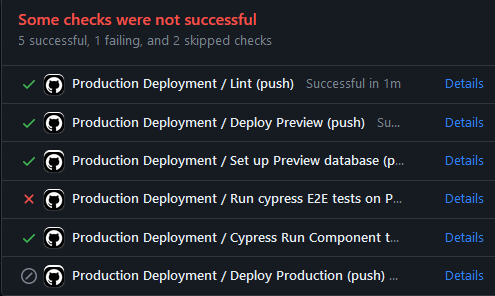 Some checks were not successful
5 successful, 1 failing, and 2 skipped checks
Production Deployment / Lint (push) Successful in 1m Details
Production Deployment / Deploy Preview (push) Su... Details
Production Deployment / Set up Preview database (p... Details
Production Deployment / Run cypress E2E tests on P... Details
Production Deployment / Cypress Run Component t... Details
Production Deployment / Deploy Production (push) ... Details